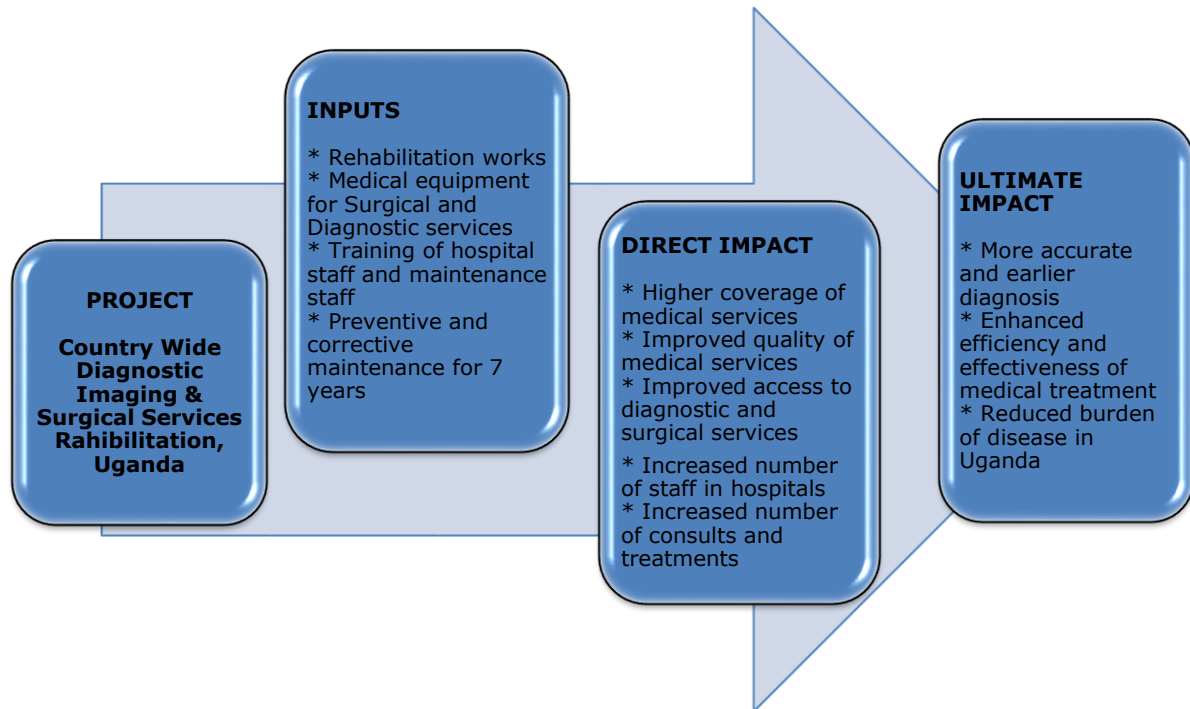 PROJECT
Country Wide
Diagnostic
Imaging &
Surgical Services
Rahibilitation,
Uganda
INPUTS
* Rehabilitation works
* Medical equipment
for Surgical and
Diagnostic services
* Training of hospital
staff and maintenance
staff
* Preventive and
corrective
maintenance for 7
years
DIRECT IMPACT
* Higher coverage of
medical services
* Improved quality of
medical services
* Improved access to
diagnostic and
surgical services
* Increased number
of staff in hospitals
* Increased number
of consults and
treatments
ULTIMATE
IMPACT
* More accurate
and earlier
diagnosis
* Enhanced
efficiency and
effectiveness of
medical treatment
* Reduced burden
of disease in
Uganda